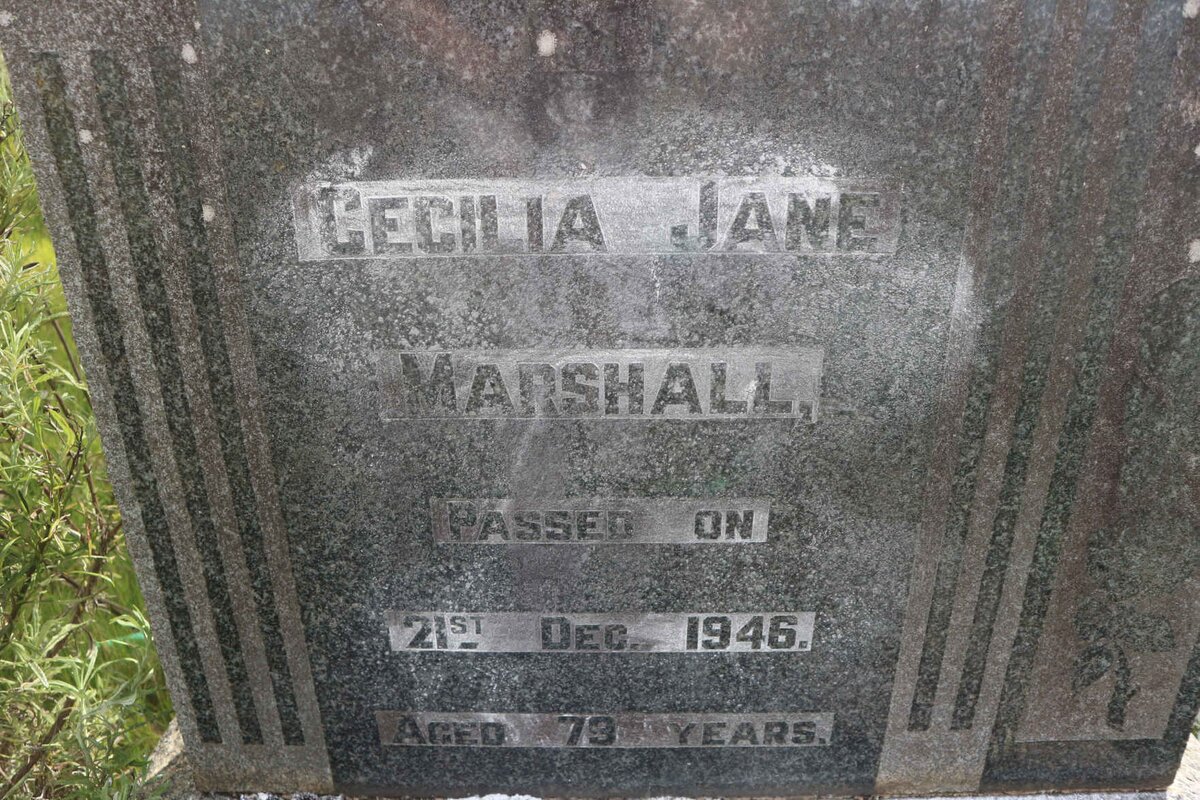 CECILIA JANE
MARSHALL,
PASSED ON
21ST DEC. 1946.
AGED 79 YEARS.